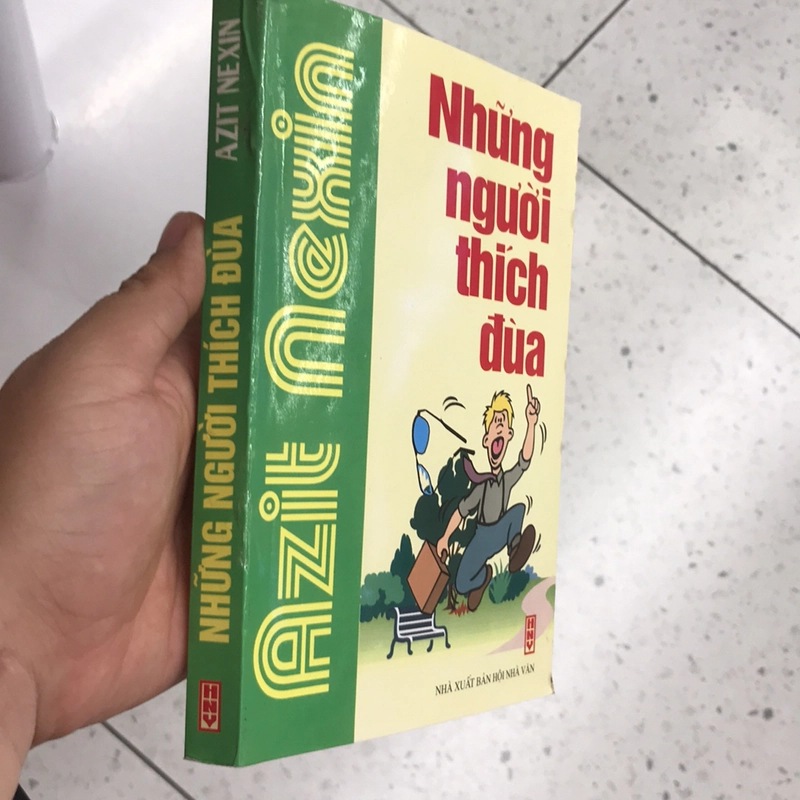 AZIT NEXIN
NHỮNG NGƯỜI THÍCH ĐÙA
HNV
Azit Nexin
Những
người
thích
đùa
HNV
NHÀ XUẤT BẢN HỘI NHÀ VĂN